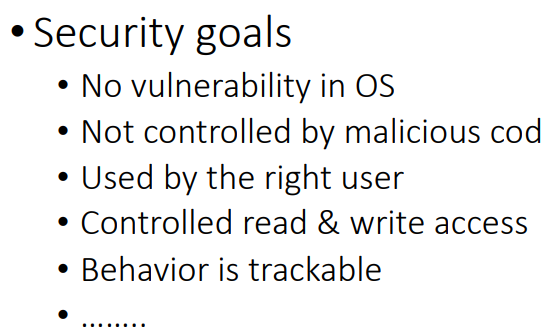 • Security goals
• No vulnerability in OS
• Not controlled by malicious cod
• Used by the right user
• Controlled read & write access
• Behavior is trackable
• ……..